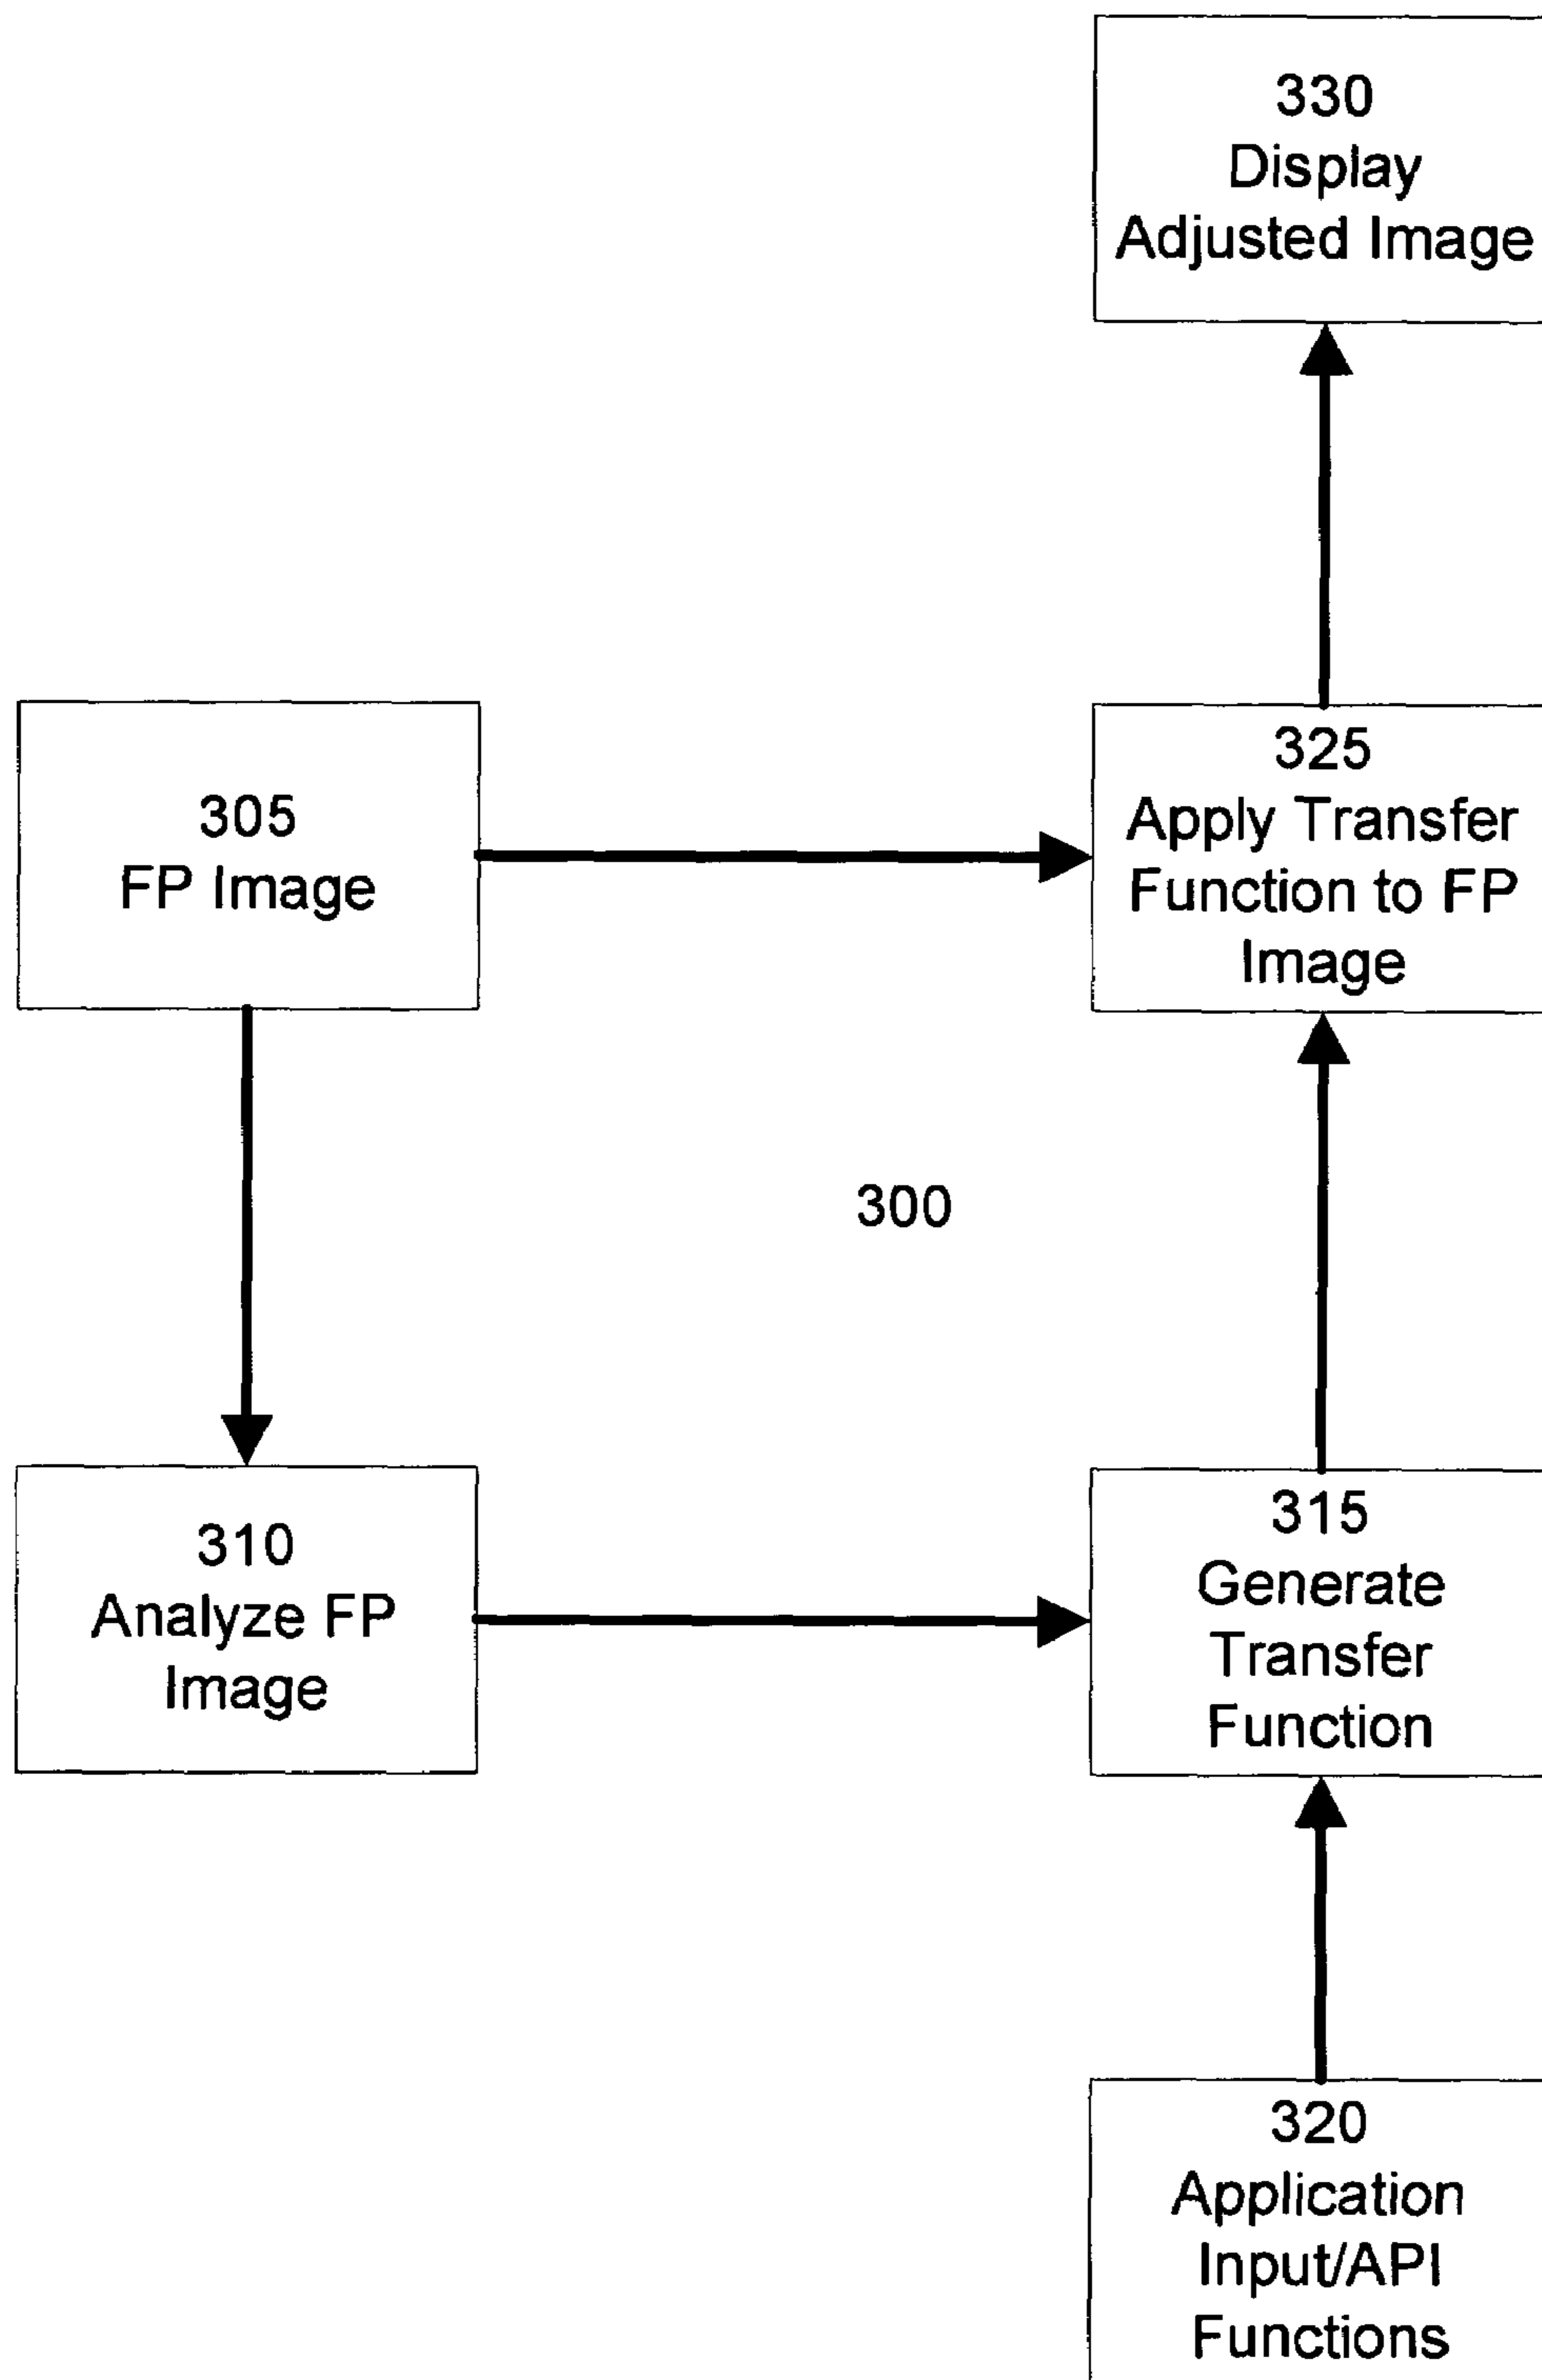 330
Display
Adjusted Image
305
FP Image
325
Apply Transfer
Function to FP
Image
300
310
Analyze FP
Image
315
Generate
Transfer
Function
320
Application
Input/API
Functions